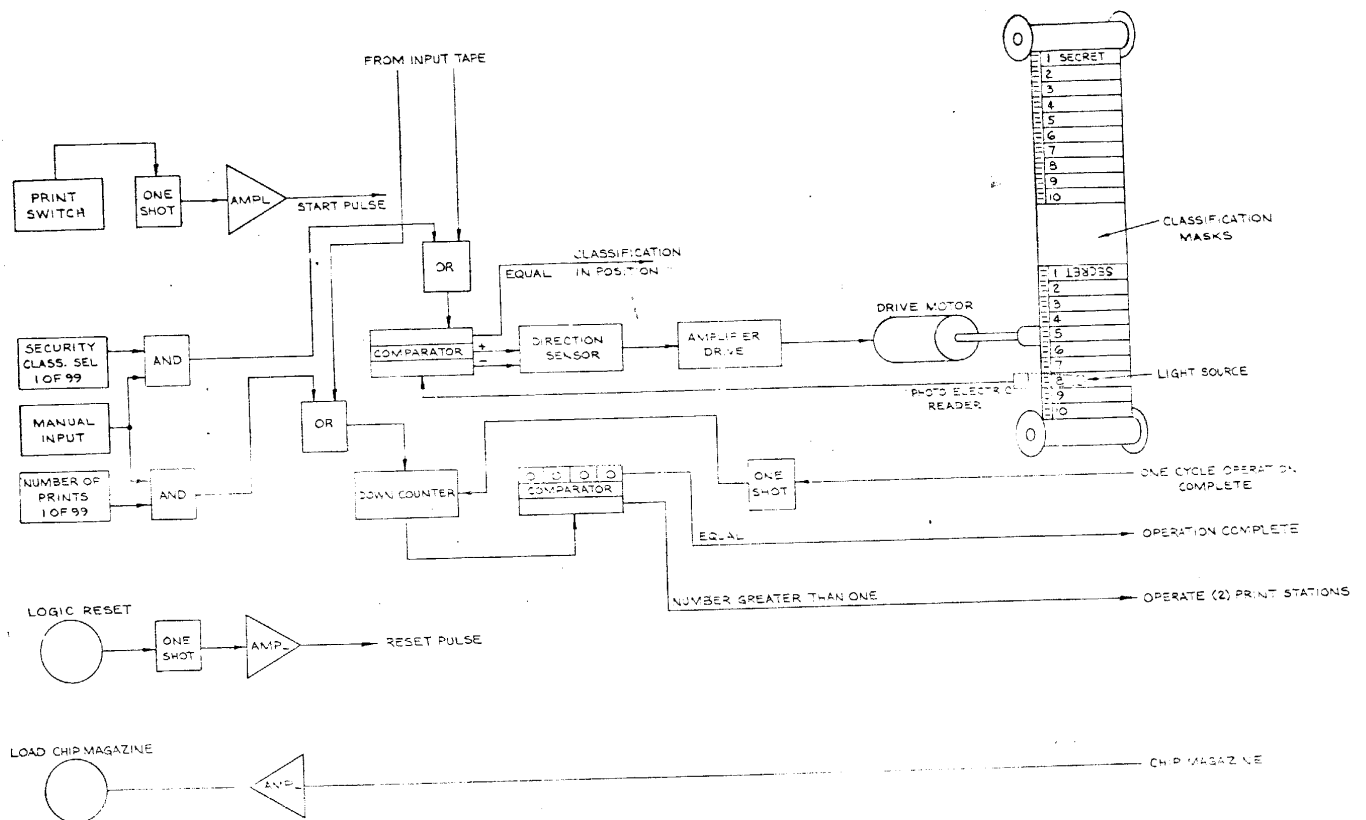 FROM INPUT TAPE
PRINT
SWITCH
ONE
SHOT
AMPL
START PULSE
OR
SECURITY
CLASS. SEL
1 OF 99
AND
MANUAL
INPUT
NUMBER OF
PRINTS
1 OF 99
AND
OR
COMPARATOR
+
-
EQUAL
CLASSIFICATION
IN POSITION
DIRECTION
SENSOR
AMPLIFIER
DRIVE
DRIVE MOTOR
1 SECRET
2
3
4
5
6
7
8
9
10
CLASSIFICATION
MASKS
1 SECRET
2
3
4
5
6
7
8
9
10
LIGHT SOURCE
PHOTO ELECTRIC
READER
DOWN COUNTER
0 0 0 0
COMPARATOR
ONE
SHOT
ONE CYCLE OPERATION
COMPLETE
EQUAL
OPERATION COMPLETE
NUMBER GREATER THAN ONE
OPERATE (2) PRINT STATIONS
LOGIC RESET
ONE
SHOT
AMPL
RESET PULSE
LOAD CHIP MAGAZINE
AMPL
CHIP MAGAZINE